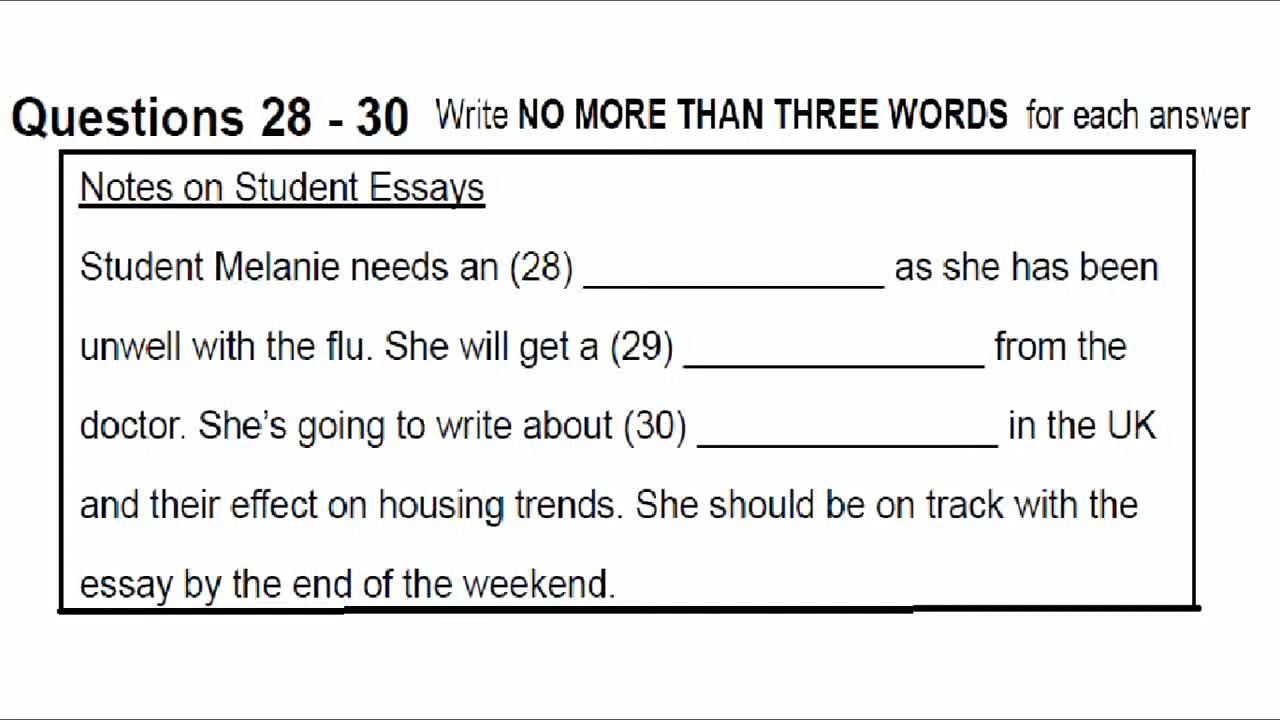 Questions 28 - 30 Write NO MORE THAN THREE WORDS for each answer
Notes on Student Essays
Student Melanie needs an (28) _______________ as she has been
unwell with the flu. She will get a (29) _______________ from the
doctor. She’s going to write about (30) _______________ in the UK
and their effect on housing trends. She should be on track with the
essay by the end of the weekend.